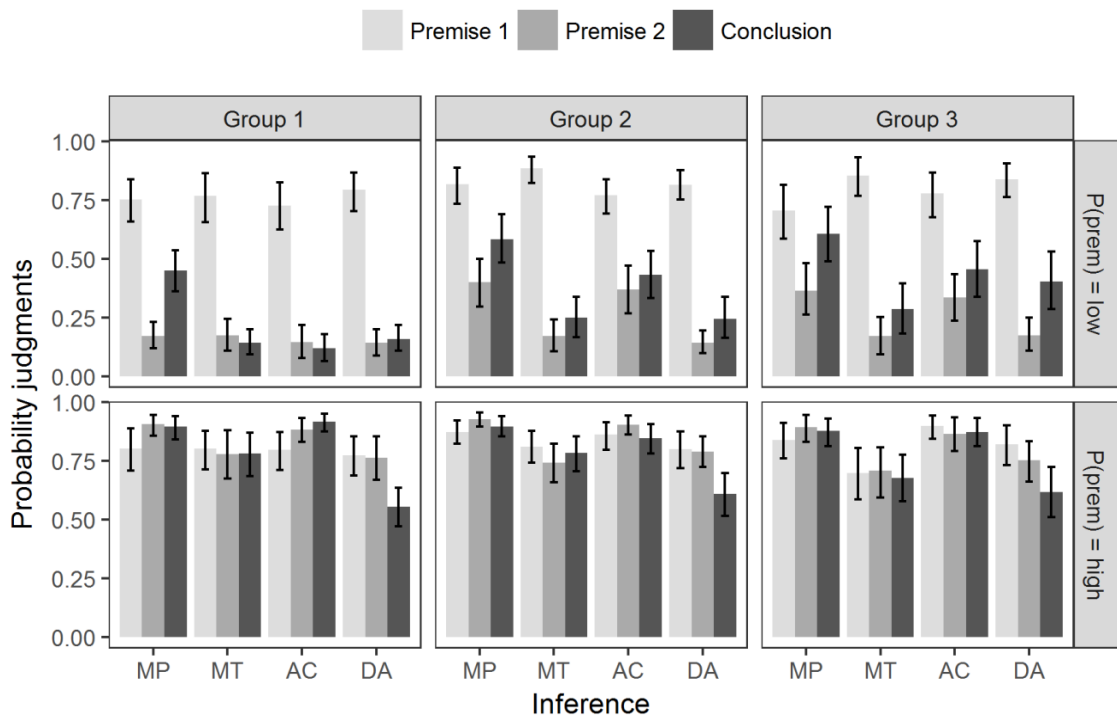 Premise 1 Premise 2 Conclusion
Group 1 Group 2 Group 3
Probability judgments
1.00
0.75
0.50
0.25
0.00
P(prem) = low
1.00
0.75
0.50
0.25
0.00
P(prem) = high
MP MT AC DA MP MT AC DA MP MT AC DA
Inference